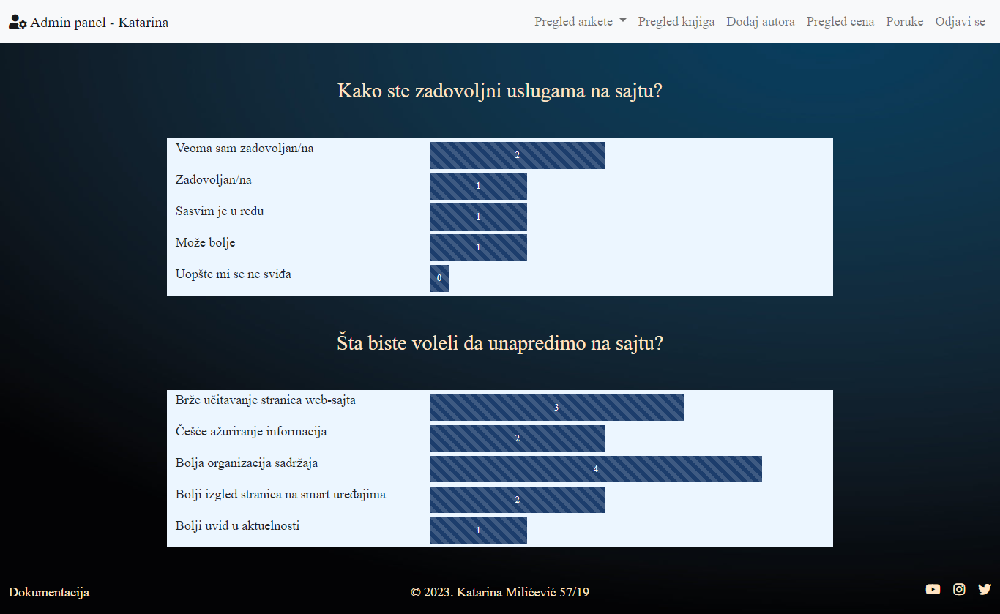 Admin panel - Katarina
Pregled ankete
Pregled knjiga
Dodaj autora
Pregled cena
Poruke
Odjavi se
Kako ste zadovoljni uslugama na sajtu?
Veoma sam zadovoljan/na 2
Zadovoljan/na 1
Sasvim je u redu 1
Može bolje 1
Uopšte mi se ne sviđa 0
Šta biste voleli da unapredimo na sajtu?
Brže učitavanje stranica web-sajta 3
Češće ažuriranje informacija 2
Bolja organizacija sadržaja 4
Bolji izgled stranica na smart uređajima 2
Bolji uvid u aktuelnosti 1
Dokumentacija
© 2023. Katarina Milićević 57/19